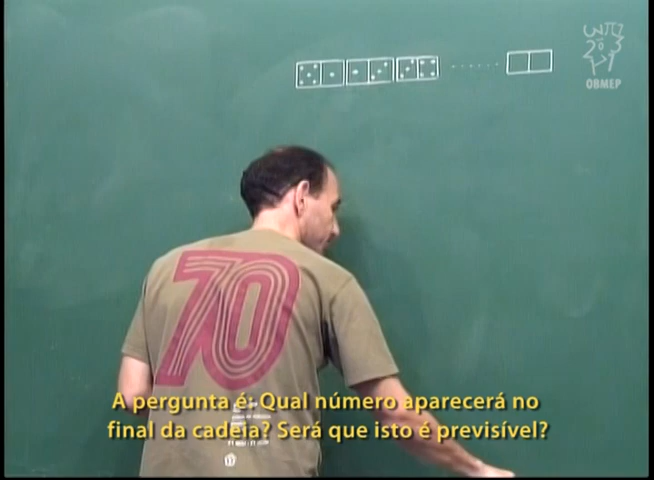 OBMEP
70
A pergunta é: Qual número aparecerá no
final da cadeia? Será que isto é previsível?